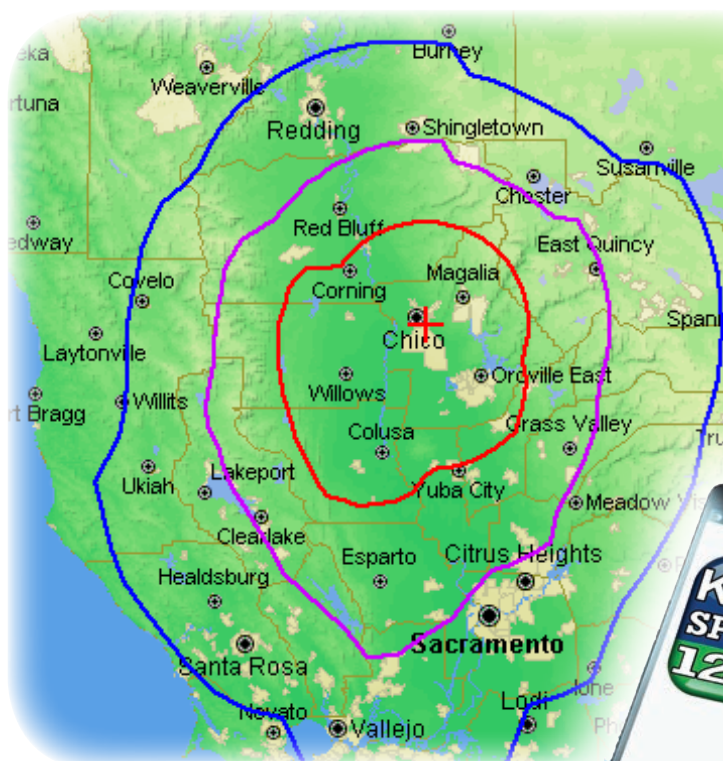 Burney
Weaverville
Redding
Shingletown
Susanville
Chester
Red Bluff
East Quincy
Covelo
Corning
Magalia
Laytonville
Chico
Willows
Oroville East
Willits
Grass Valley
Colusa
Ukiah
Lakeport
Yuba City
Clearlake
Esparto
Citrus Heights
Healdsburg
Sacramento
Santa Rosa
Lodi
Novato
Vallejo